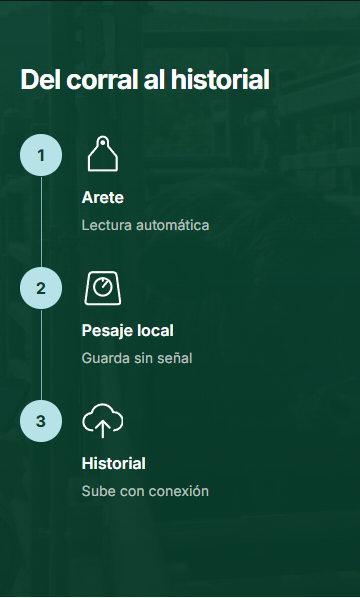 Del corral al historial
1
Arete
Lectura automática
2
Pesaje local
Guarda sin señal
3
Historial
Sube con conexión